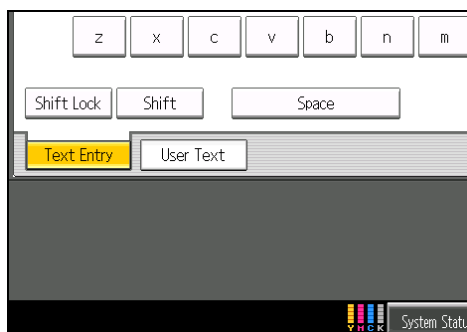 z x c v b n m
Shift Lock Shift Space
Text Entry User Text
Y M C K System Statu